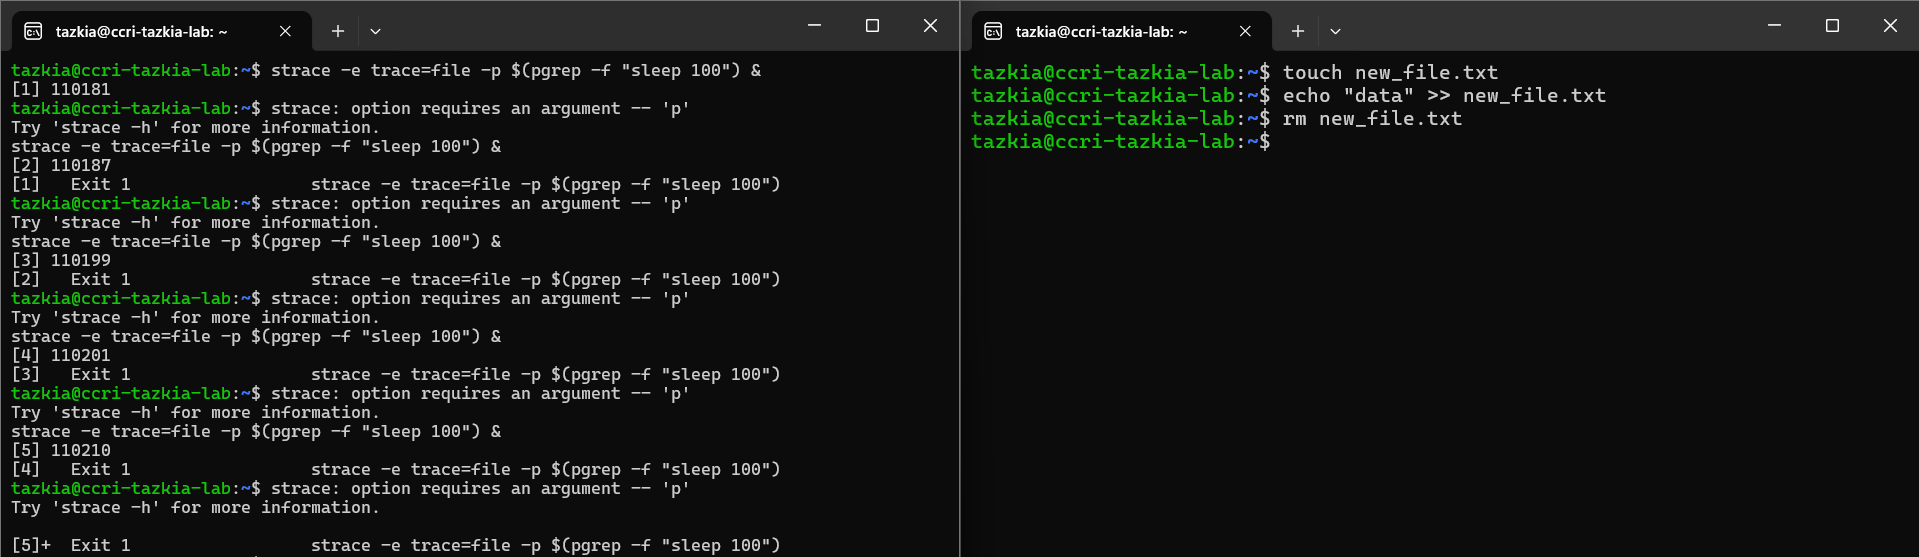 tazkia@ccri-tazkia-lab: ~
tazkia@ccri-tazkia-lab:~$ strace -e trace=file -p $(pgrep -f "sleep 100") &
[1] 110181
tazkia@ccri-tazkia-lab:~$ strace: option requires an argument -- 'p'
Try 'strace -h' for more information.
strace -e trace=file -p $(pgrep -f "sleep 100") &
[2] 110187
[1]   Exit 1                  strace -e trace=file -p $(pgrep -f "sleep 100")
tazkia@ccri-tazkia-lab:~$ strace: option requires an argument -- 'p'
Try 'strace -h' for more information.
strace -e trace=file -p $(pgrep -f "sleep 100") &
[3] 110199
[2]   Exit 1                  strace -e trace=file -p $(pgrep -f "sleep 100")
tazkia@ccri-tazkia-lab:~$ strace: option requires an argument -- 'p'
Try 'strace -h' for more information.
strace -e trace=file -p $(pgrep -f "sleep 100") &
[4] 110201
[3]   Exit 1                  strace -e trace=file -p $(pgrep -f "sleep 100")
tazkia@ccri-tazkia-lab:~$ strace: option requires an argument -- 'p'
Try 'strace -h' for more information.
strace -e trace=file -p $(pgrep -f "sleep 100") &
[5] 110210
[4]   Exit 1                  strace -e trace=file -p $(pgrep -f "sleep 100")
tazkia@ccri-tazkia-lab:~$ strace: option requires an argument -- 'p'
Try 'strace -h' for more information.
[5]+  Exit 1                  strace -e trace=file -p $(pgrep -f "sleep 100")
tazkia@ccri-tazkia-lab: ~
tazkia@ccri-tazkia-lab:~$ touch new_file.txt
tazkia@ccri-tazkia-lab:~$ echo "data" >> new_file.txt
tazkia@ccri-tazkia-lab:~$ rm new_file.txt
tazkia@ccri-tazkia-lab:~$